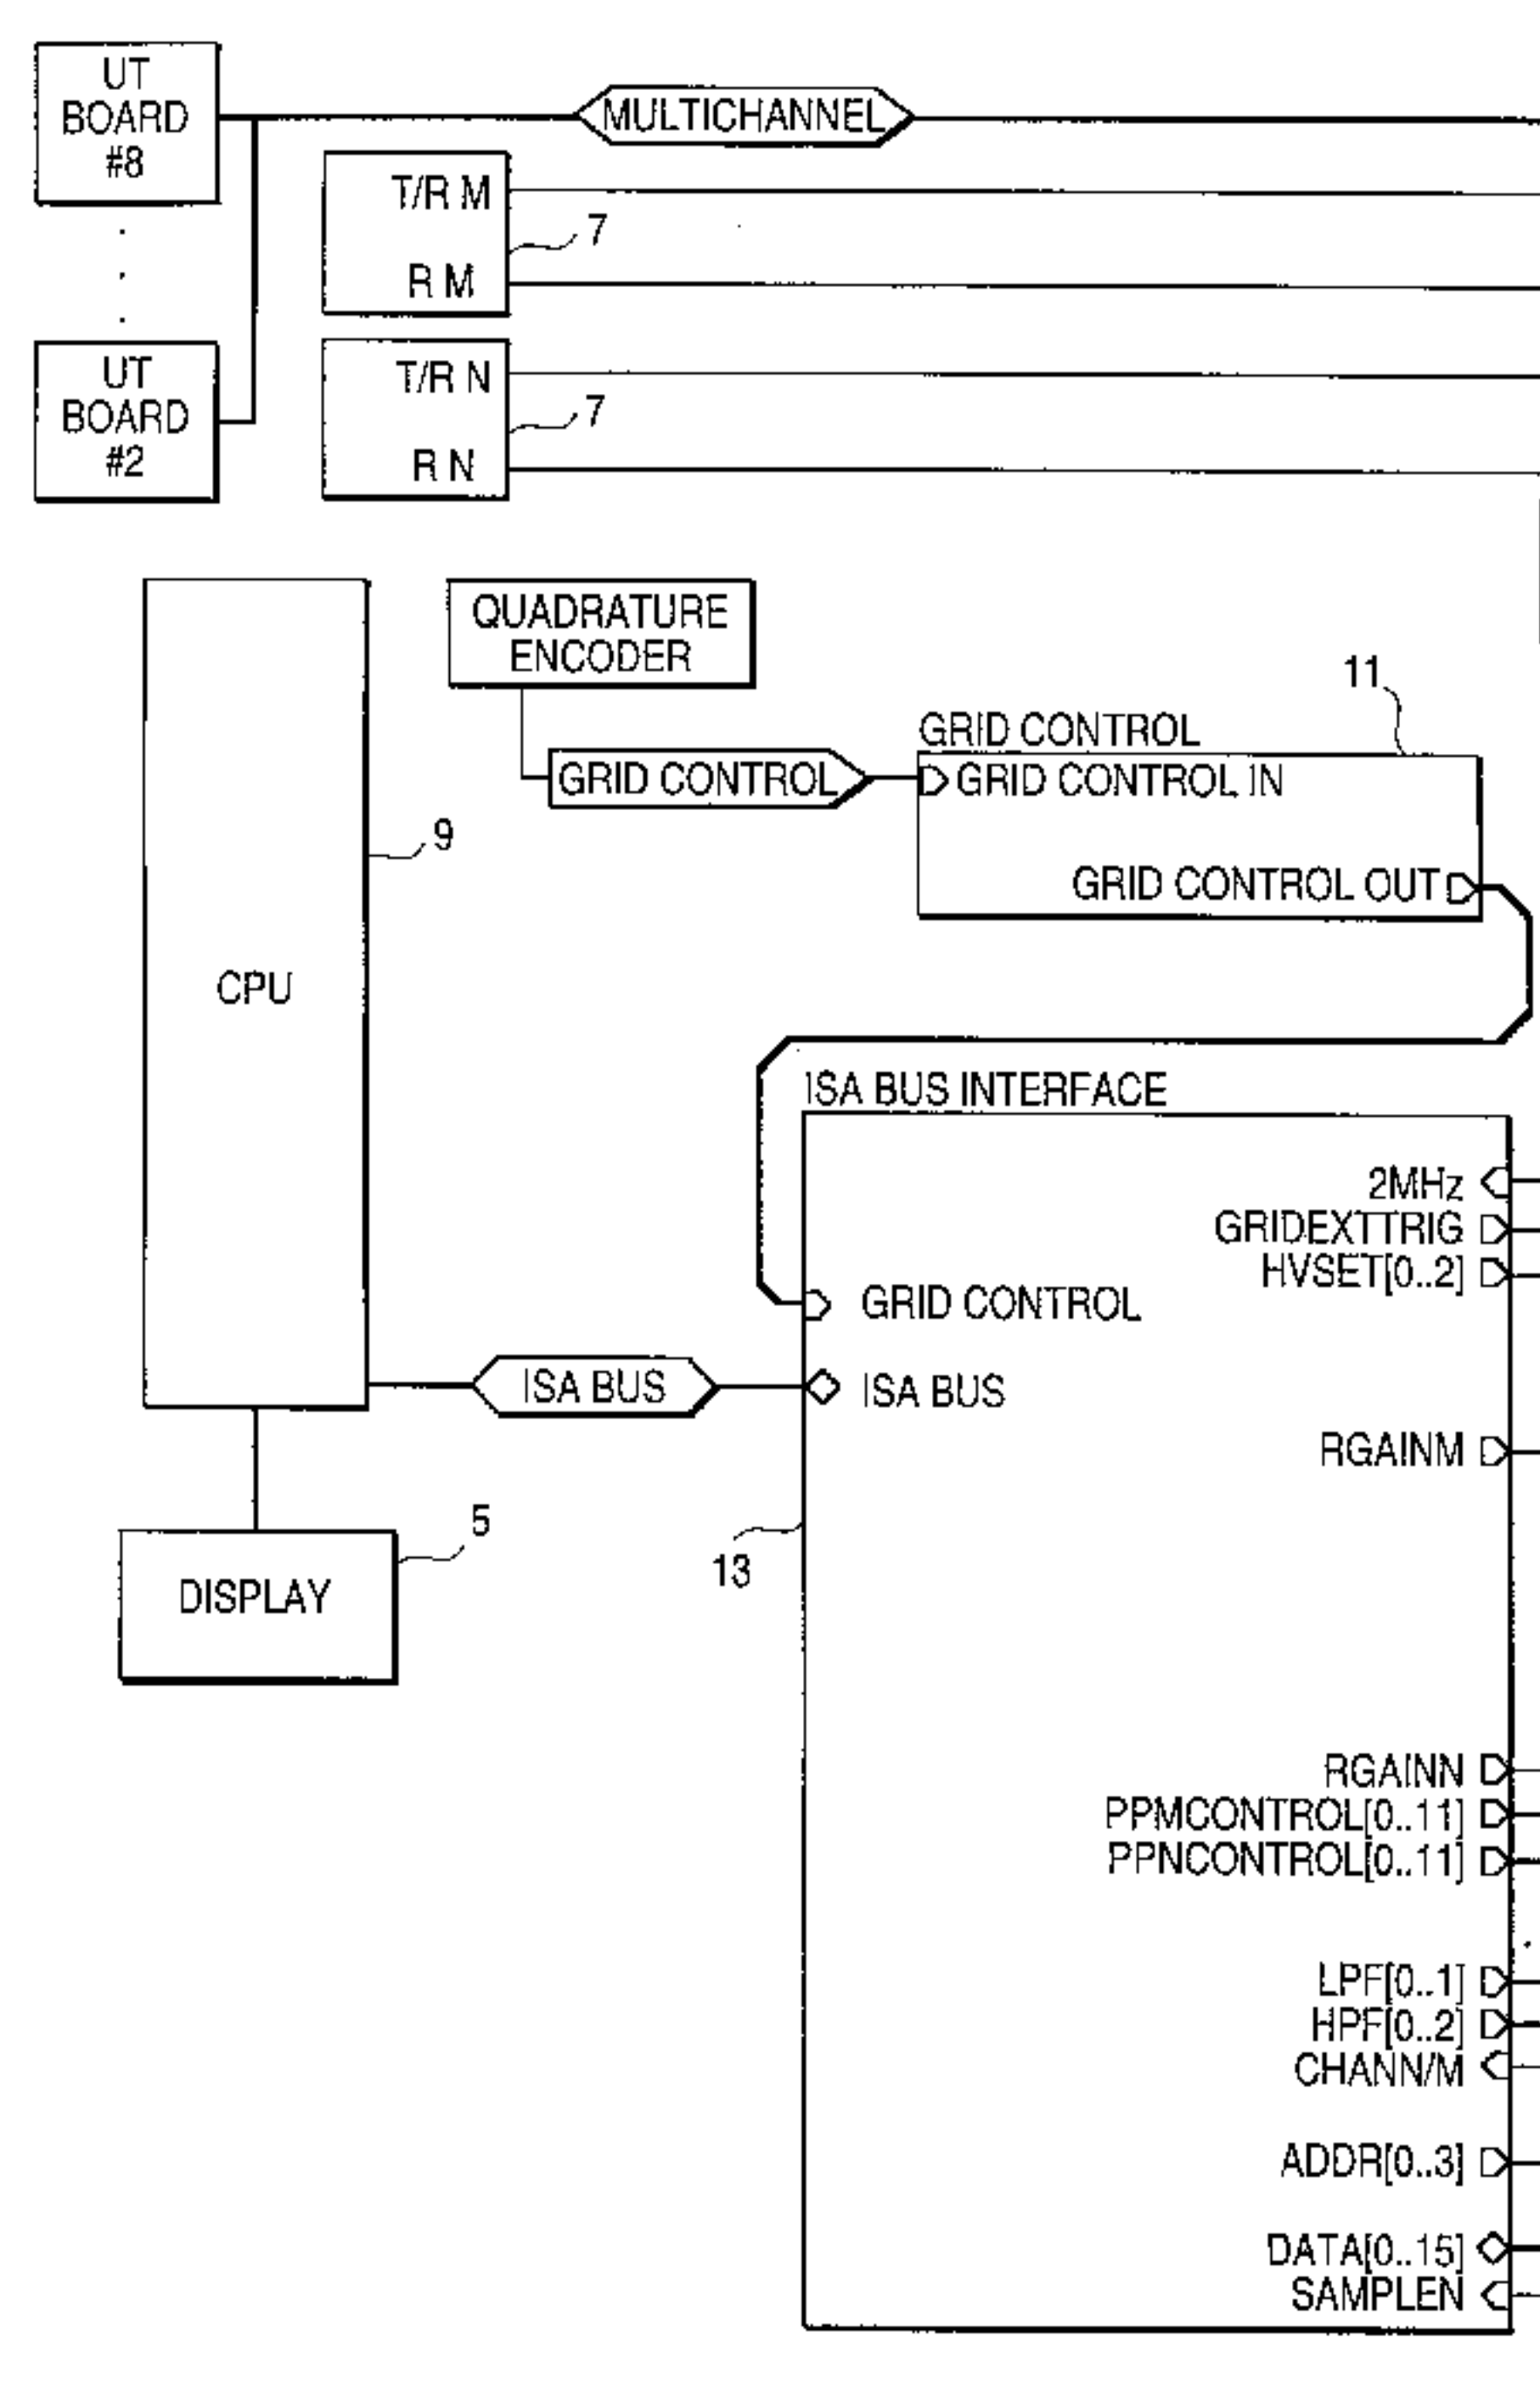 UT
BOARD
#8
MULTICHANNEL
T/R M
7
R M
UT
BOARD
#2
T/R N
7
R N
QUADRATURE
ENCODER
11
GRID CONTROL
GRID CONTROL
GRID CONTROL IN
9
GRID CONTROL OUT
CPU
ISA BUS INTERFACE
2MHz
GRIDEXTTRIG
HVSET[0..2]
GRID CONTROL
ISA BUS
ISA BUS
RGAINM
5
13
DISPLAY
RGAINN
PPMCONTROL[0..11]
PPNCONTROL[0..11]
LPF[0..1]
HPF[0..2]
CHANN/M
ADDR[0..3]
DATA[0..15]
SAMPLEN